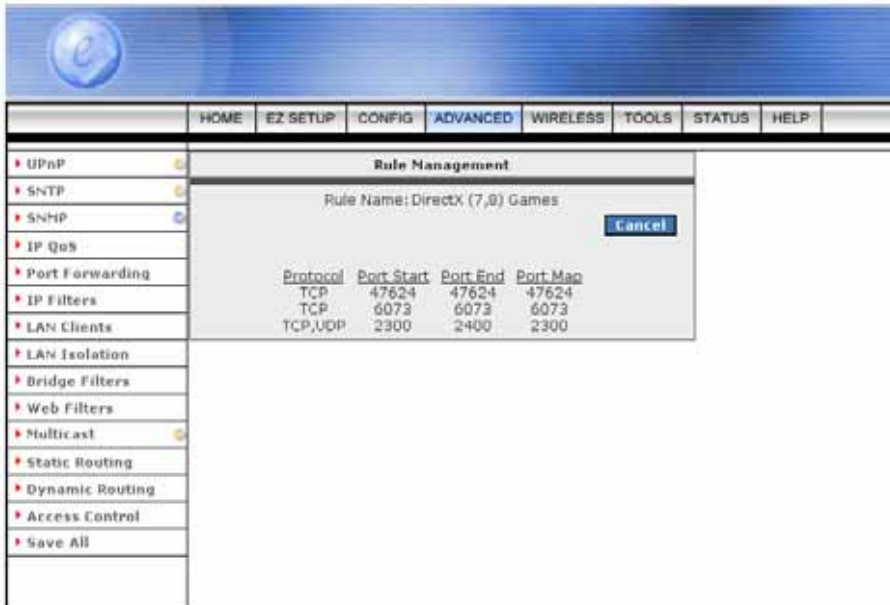 e
HOME EZ SETUP CONFIG ADVANCED WIRELESS TOOLS STATUS HELP
UPnP
SNTP
SNMP
IP QoS
Port Forwarding
IP Filters
LAN Clients
LAN Isolation
Bridge Filters
Web Filters
Multicast
Static Routing
Dynamic Routing
Access Control
Save All
Rule Management
Rule Name: DirectX (7,8) Games
Cancel
Protocol Port Start Port End Port Map
TCP 47624 47624 47624
TCP 6073 6073 6073
TCP,UDP 2300 2400 2300